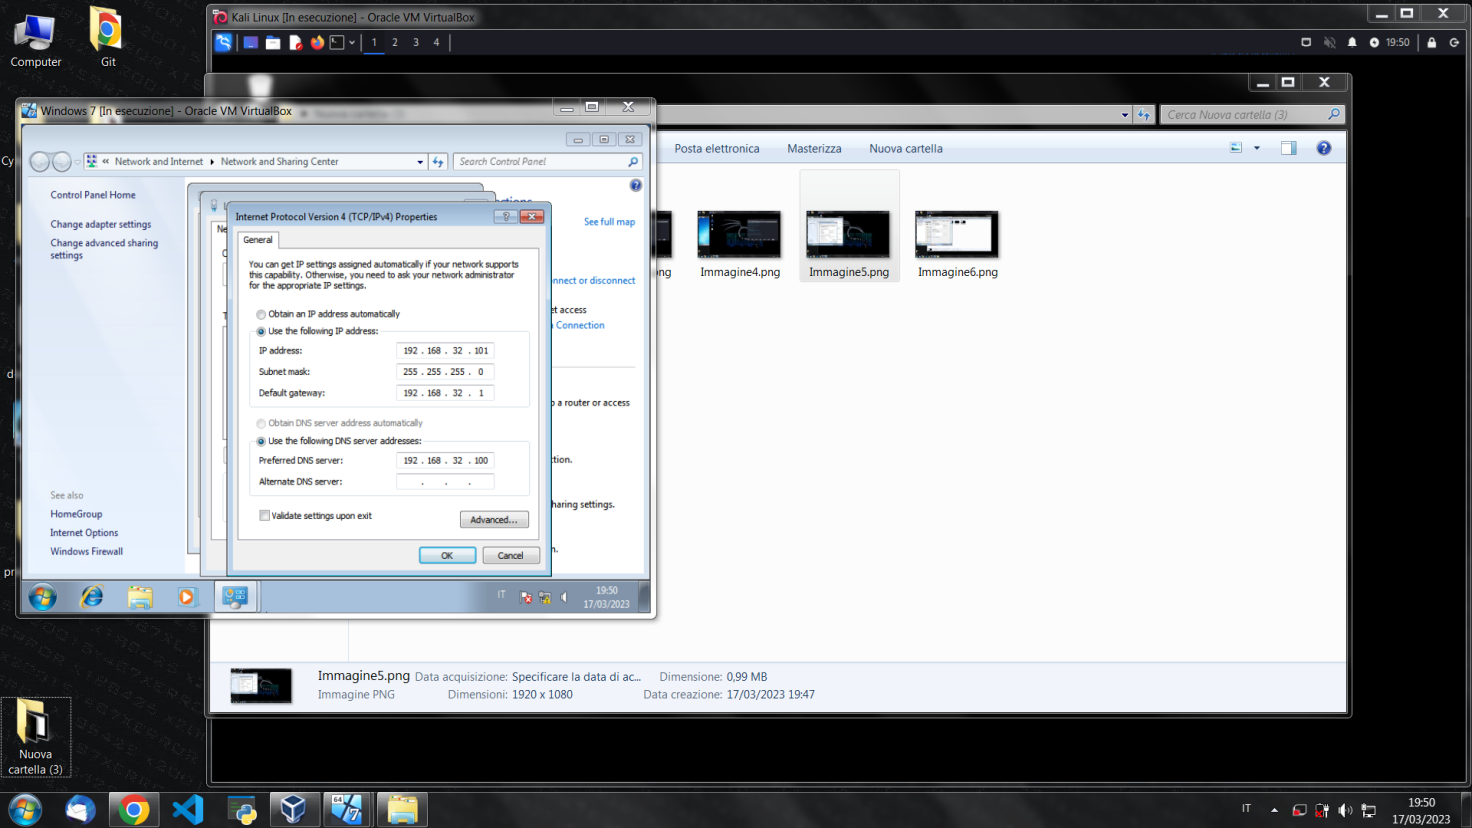 Kali Linux [In esecuzione] - Oracle VM VirtualBox
Computer
Git
1 2 3 4
19:50
Windows 7 [In esecuzione] - Oracle VM VirtualBox
Cerca Nuova cartella (3)
Posta elettronica
Masterizza
Nuova cartella
« Network and Internet
Network and Sharing Center
Search Control Panel
Control Panel Home
Change adapter settings
Change advanced sharing
settings
See full map
Internet Protocol Version 4 (TCP/IPv4) Properties
General
You can get IP settings assigned automatically if your network supports
this capability. Otherwise, you need to ask your network administrator
for the appropriate IP settings.
Obtain an IP address automatically
Use the following IP address:
IP address:
192 . 168 . 32 . 101
Subnet mask:
255 . 255 . 255 . 0
Default gateway:
192 . 168 . 32 . 1
Obtain DNS server address automatically
Use the following DNS server addresses:
Preferred DNS server:
192 . 168 . 32 . 100
Alternate DNS server:
. . .
Validate settings upon exit
Advanced...
OK
Cancel
onnect or disconnect
et access
Connection
o a router or access
tion.
haring settings.
See also
HomeGroup
Internet Options
Windows Firewall
IT
19:50
17/03/2023
ng
Immagine4.png
Immagine5.png
Immagine6.png
Immagine5.png
Data acquisizione: Specificare la data di ac...
Dimensione: 0,99 MB
Immagine PNG
Dimensioni: 1920 x 1080
Data creazione: 17/03/2023 19:47
Cy
d
pr
Nuova
cartella (3)
64
IT
19:50
17/03/2023